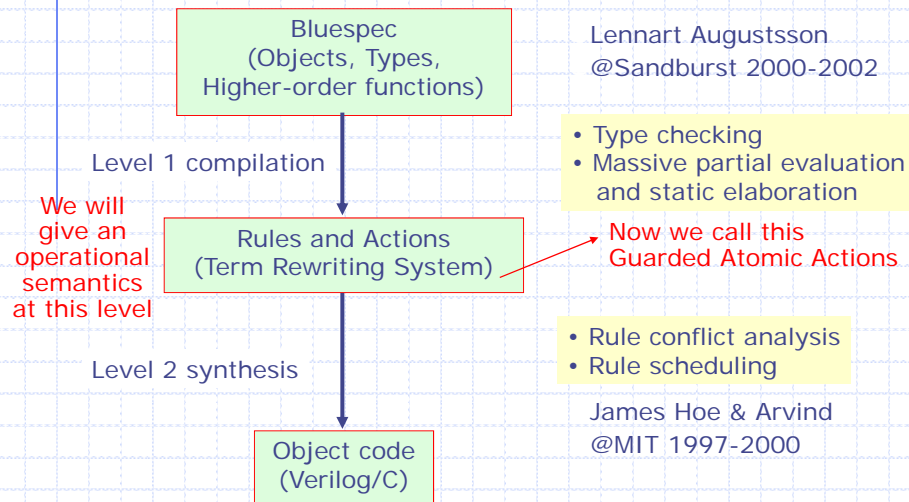 Bluespec
(Objects, Types,
Higher-order functions)
Lennart Augustsson
@Sandburst 2000-2002
Level 1 compilation
• Type checking
• Massive partial evaluation
and static elaboration
We will
give an
operational
semantics
at this level
Rules and Actions
(Term Rewriting System)
Now we call this
Guarded Atomic Actions
Level 2 synthesis
• Rule conflict analysis
• Rule scheduling
James Hoe & Arvind
@MIT 1997-2000
Object code
(Verilog/C)